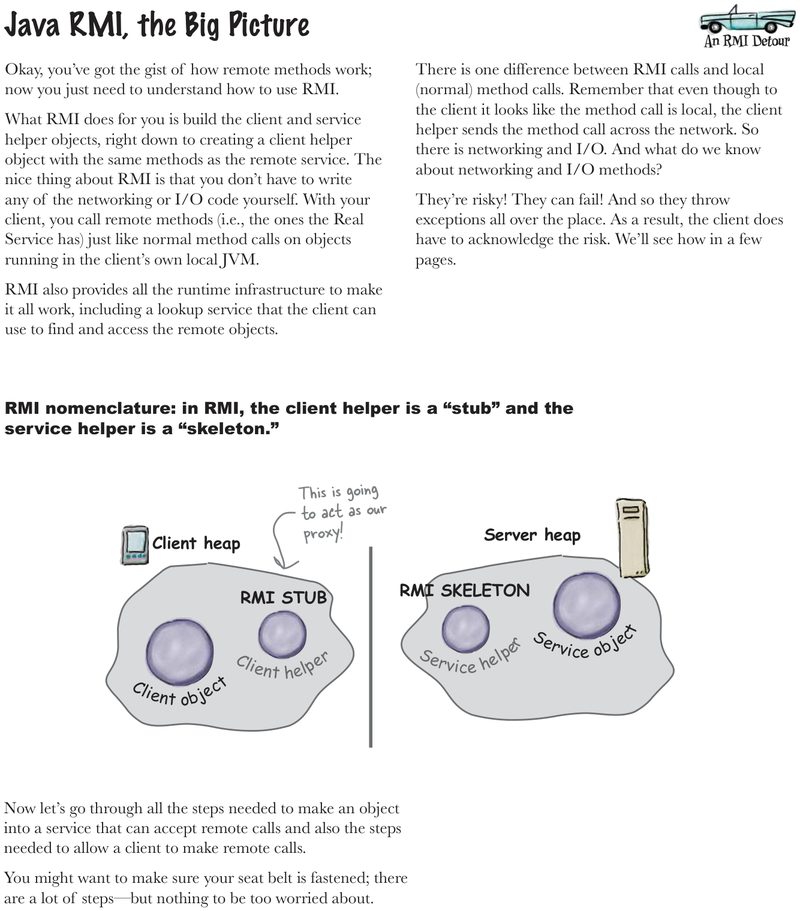 Java RMI, the Big Picture
An RMI Detour
Okay, you've got the gist of how remote methods work;
now you just need to understand how to use RMI.
What RMI does for you is build the client and service
helper objects, right down to creating a client helper
object with the same methods as the remote service. The
nice thing about RMI is that you don't have to write
any of the networking or I/O code yourself. With your
client, you call remote methods (i.e., the ones the Real
Service has) just like normal method calls on objects
running in the client's own local JVM.
RMI also provides all the runtime infrastructure to make
it all work, including a lookup service that the client can
use to find and access the remote objects.
There is one difference between RMI calls and local
(normal) method calls. Remember that even though to
the client it looks like the method call is local, the client
helper sends the method call across the network. So
there is networking and I/O. And what do we know
about networking and I/O methods?
They're risky! They can fail! And so they throw
exceptions all over the place. As a result, the client does
have to acknowledge the risk. We'll see how in a few
pages.
RMI nomenclature: in RMI, the client helper is a “stub” and the
service helper is a “skeleton.”
This is going
to act as our
proxy!
Client heap
RMI STUB
Client object
Client helper
Server heap
RMI SKELETON
Service helper
Service object
Now let's go through all the steps needed to make an object
into a service that can accept remote calls and also the steps
needed to allow a client to make remote calls.
You might want to make sure your seat belt is fastened; there
are a lot of steps—but nothing to be too worried about.